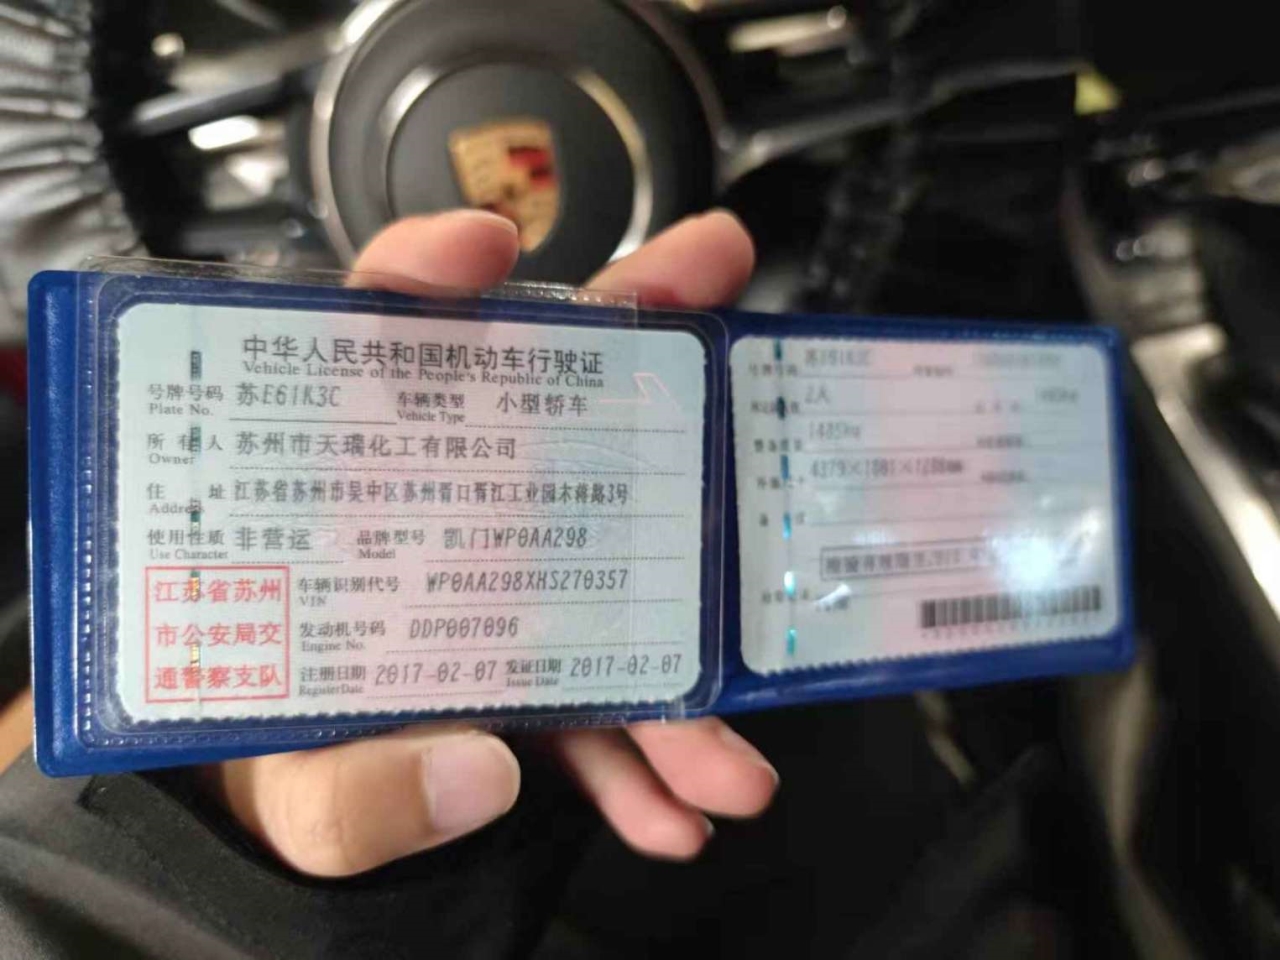 中华人民共和国机动车行驶证
Vehicle License of the People's Republic of China
号牌号码 苏E61K3C 车辆类型 小型轿车
Plate No. Vehicle Type
所有人 苏州市天瑞化工有限公司
Owner
住址 江苏省苏州市吴中区苏州胥口胥江工业园木蒋路3号
Address
使用性质 非营运 品牌型号 凯门WP0AA298
Use Character Model
江苏省苏州
市公安局交
通警察支队
车辆识别代号 WP0AA298XHS270357
VIN
发动机号码 DDP007096
Engine No.
注册日期 2017-02-07 发证日期 2017-02-07
Register Date Issue Date
苏E61K3C
2人
1485kg